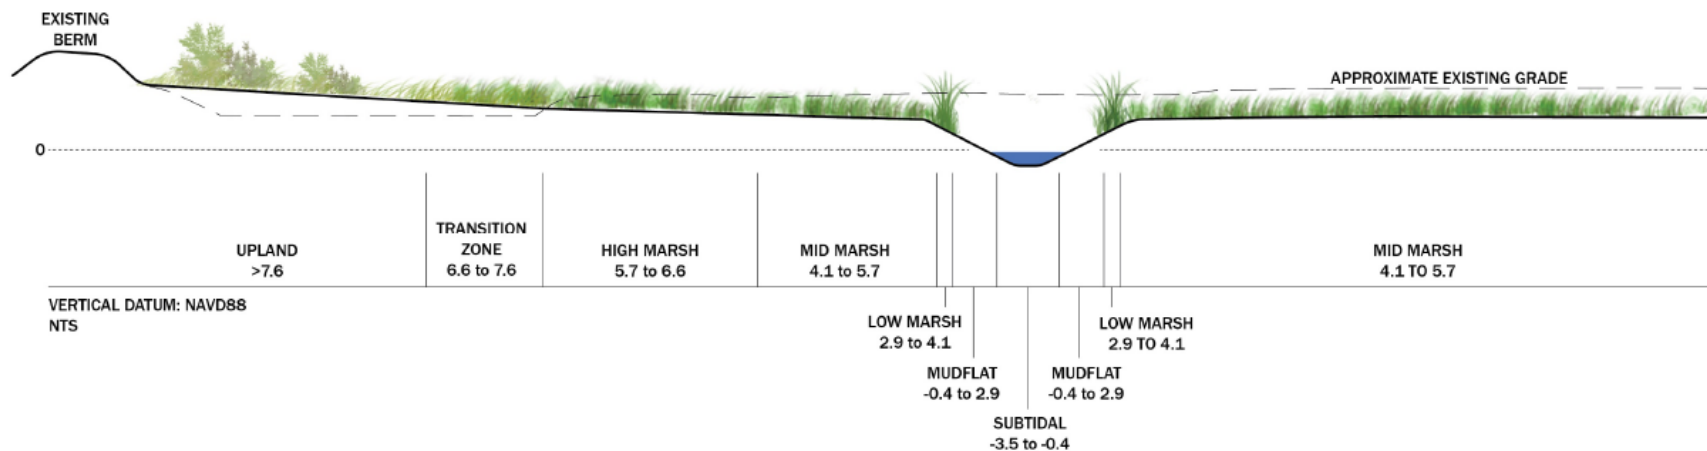 EXISTING
BERM
APPROXIMATE EXISTING GRADE
0
UPLAND
>7.6
TRANSITION
ZONE
6.6 to 7.6
HIGH MARSH
5.7 to 6.6
MID MARSH
4.1 to 5.7
MID MARSH
4.1 TO 5.7
VERTICAL DATUM: NAVD88
NTS
LOW MARSH
2.9 to 4.1
LOW MARSH
2.9 TO 4.1
MUDFLAT
-0.4 to 2.9
MUDFLAT
-0.4 to 2.9
SUBTIDAL
-3.5 to -0.4